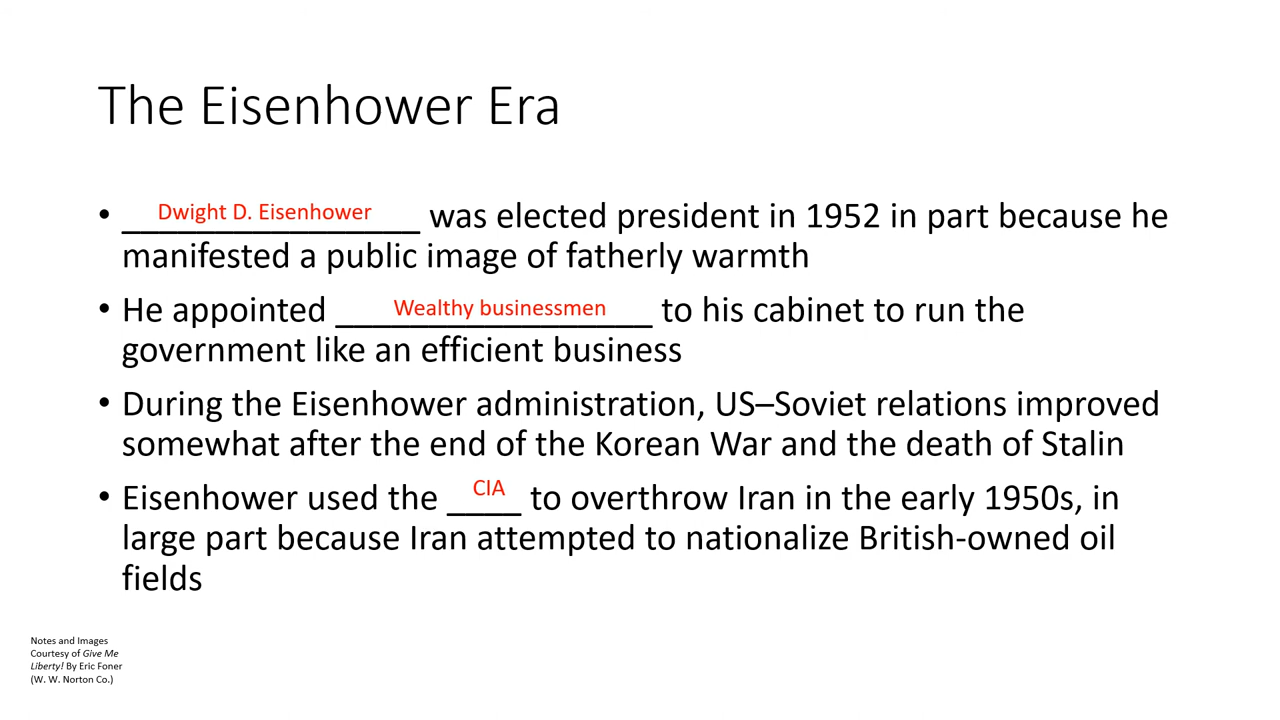 The Eisenhower Era
• Dwight D. Eisenhower was elected president in 1952 in part because he
manifested a public image of fatherly warmth
• He appointed Wealthy businessmen to his cabinet to run the
government like an efficient business
• During the Eisenhower administration, US–Soviet relations improved
somewhat after the end of the Korean War and the death of Stalin
• Eisenhower used the CIA to overthrow Iran in the early 1950s, in
large part because Iran attempted to nationalize British-owned oil
fields
Notes and Images
Courtesy of Give Me
Liberty! By Eric Foner
(W. W. Norton Co.)